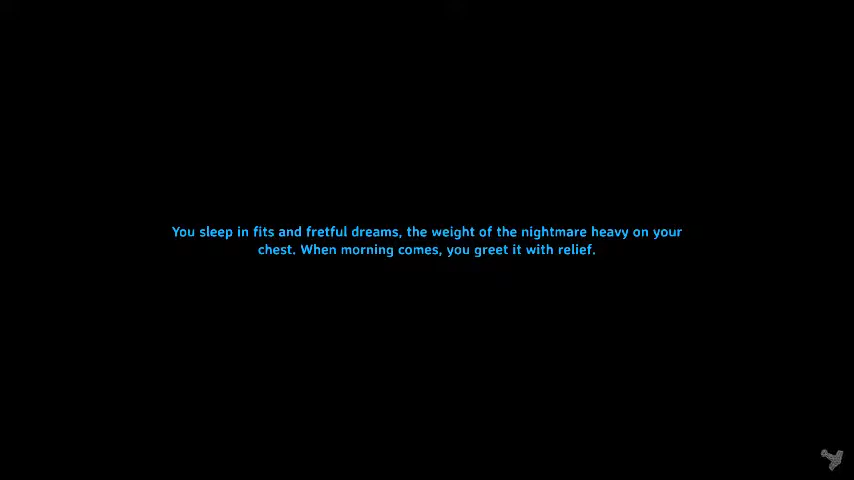 You sleep in fits and fretful dreams, the weight of the nightmare heavy on your
chest. When morning comes, you greet it with relief.